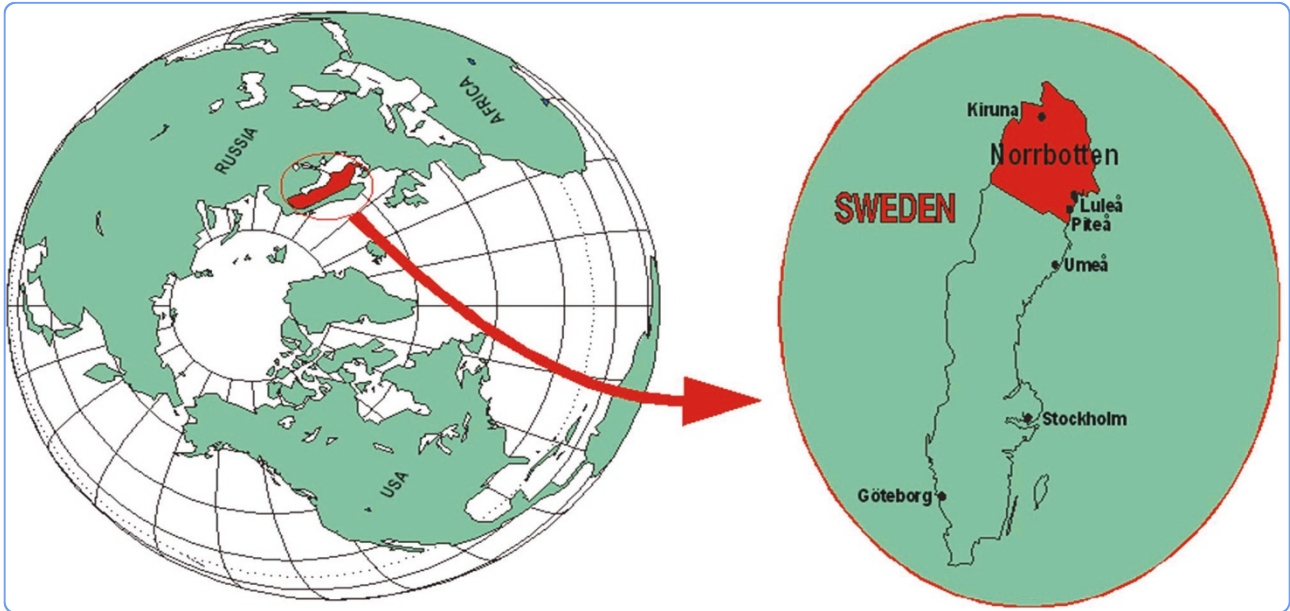 RUSSIA
AFRICA
USA
Kiruna
Norrbotten
SWEDEN
Luleå
Piteå
Umeå
Stockholm
Göteborg